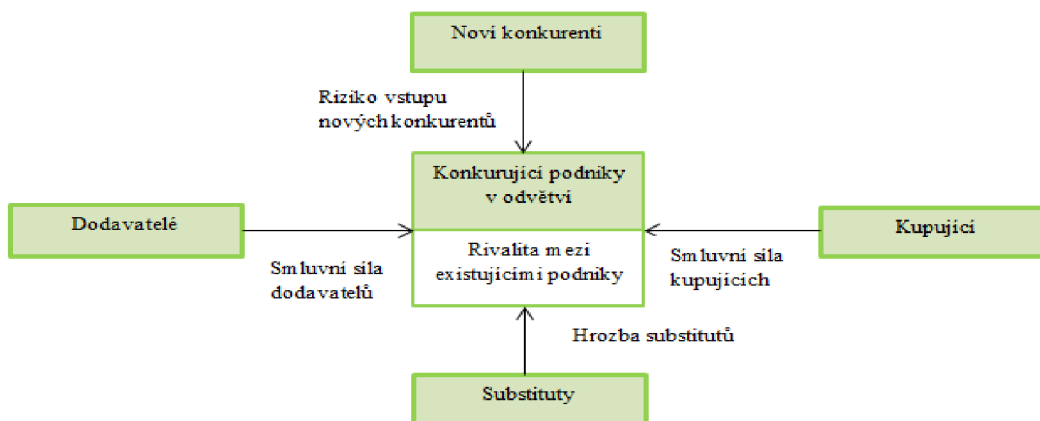 Noví konkurenti
Riziko vstupu
nových konkurentů
Konkurující podniky
v odvětví
Dodavatelé
Kupující
Rivalita mezi
existujícími podniky
Smluvní síla
dodavatelů
Smluvní síla
kupujících
Hrozba substitutů
Substituty